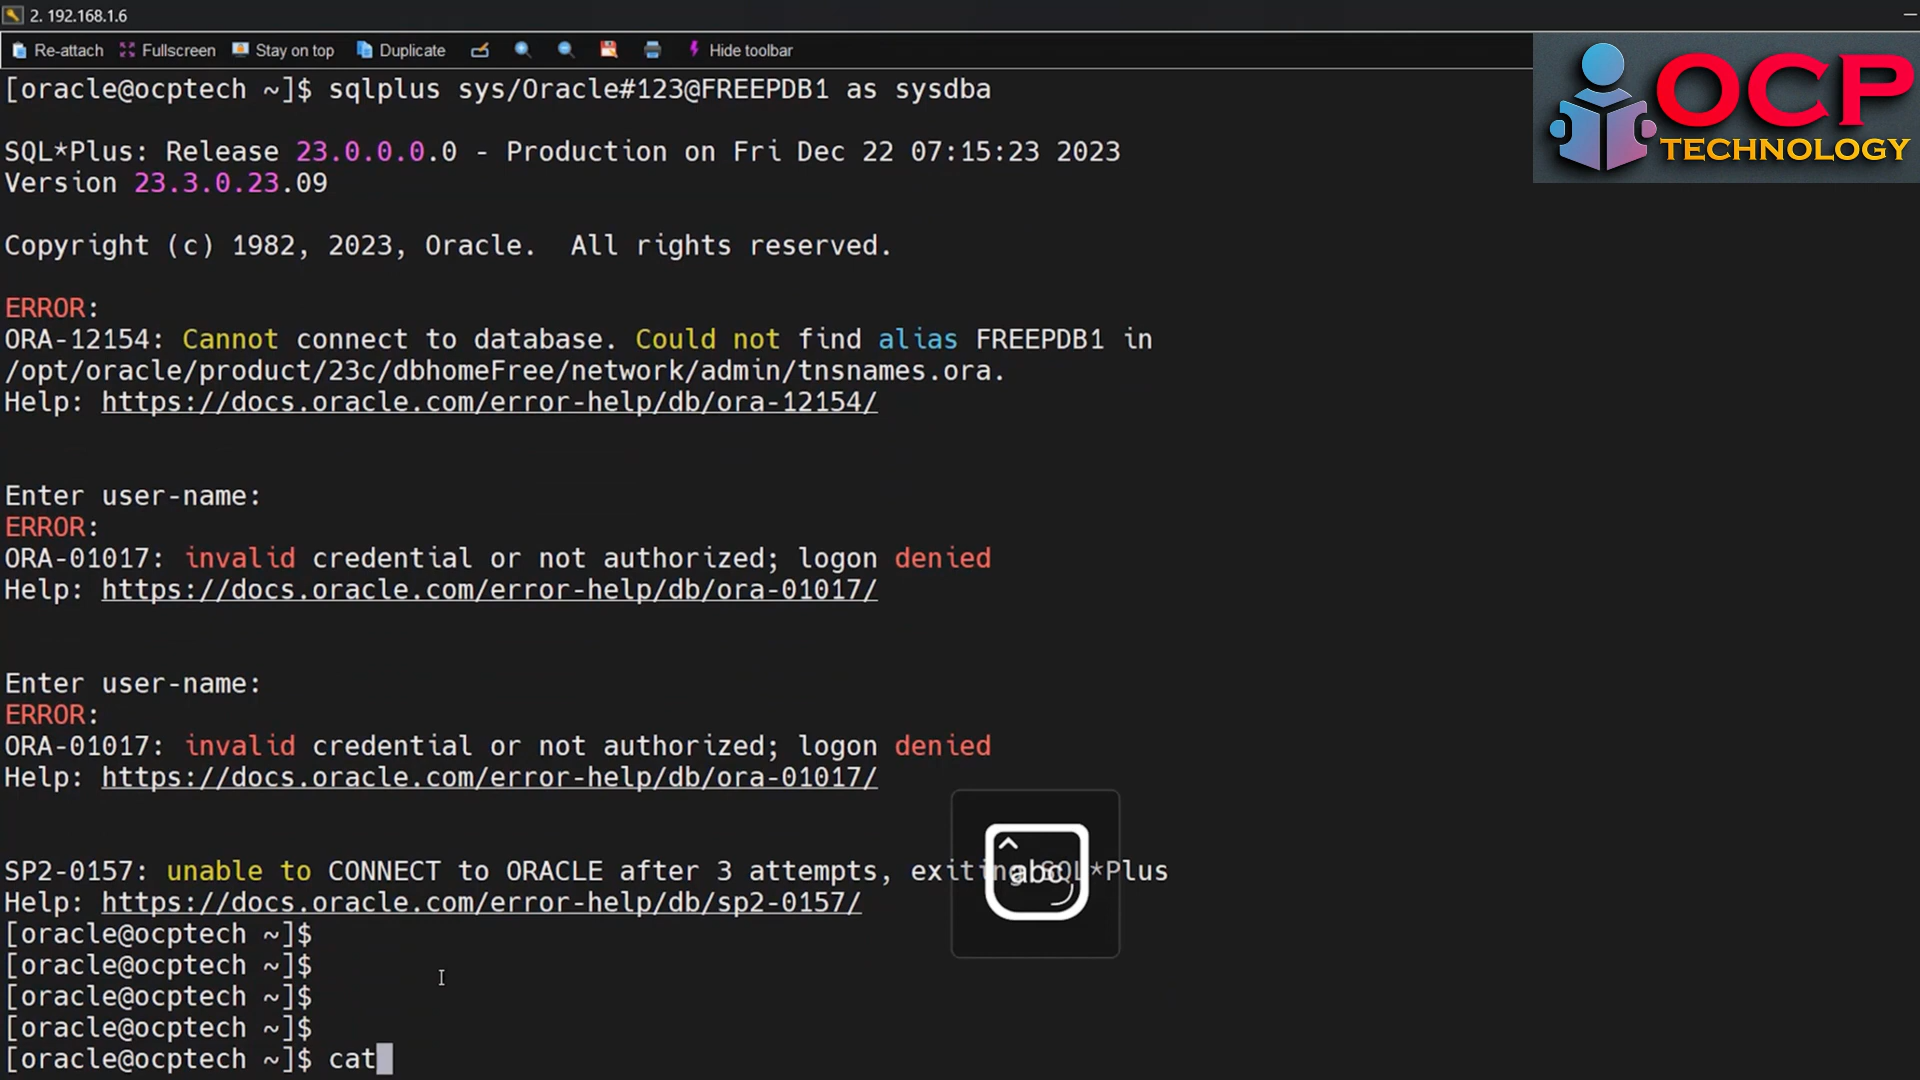 2. 192.168.1.6
Re-attach Fullscreen Stay on top Duplicate Hide toolbar
OCP
TECHNOLOGY
[oracle@ocptech ~]$ sqlplus sys/Oracle#123@FREEPDB1 as sysdba
SQL*Plus: Release 23.0.0.0.0 - Production on Fri Dec 22 07:15:23 2023
Version 23.3.0.23.09
Copyright (c) 1982, 2023, Oracle.  All rights reserved.
ERROR:
ORA-12154: Cannot connect to database. Could not find alias FREEPDB1 in
/opt/oracle/product/23c/dbhomeFree/network/admin/tnsnames.ora.
Help: https://docs.oracle.com/error-help/db/ora-12154/
Enter user-name:
ERROR:
ORA-01017: invalid credential or not authorized; logon denied
Help: https://docs.oracle.com/error-help/db/ora-01017/
Enter user-name:
ERROR:
ORA-01017: invalid credential or not authorized; logon denied
Help: https://docs.oracle.com/error-help/db/ora-01017/
SP2-0157: unable to CONNECT to ORACLE after 3 attempts, exiting SQL*Plus
abc
Help: https://docs.oracle.com/error-help/db/sp2-0157/
[oracle@ocptech ~]$
[oracle@ocptech ~]$
[oracle@ocptech ~]$
[oracle@ocptech ~]$
[oracle@ocptech ~]$ cat